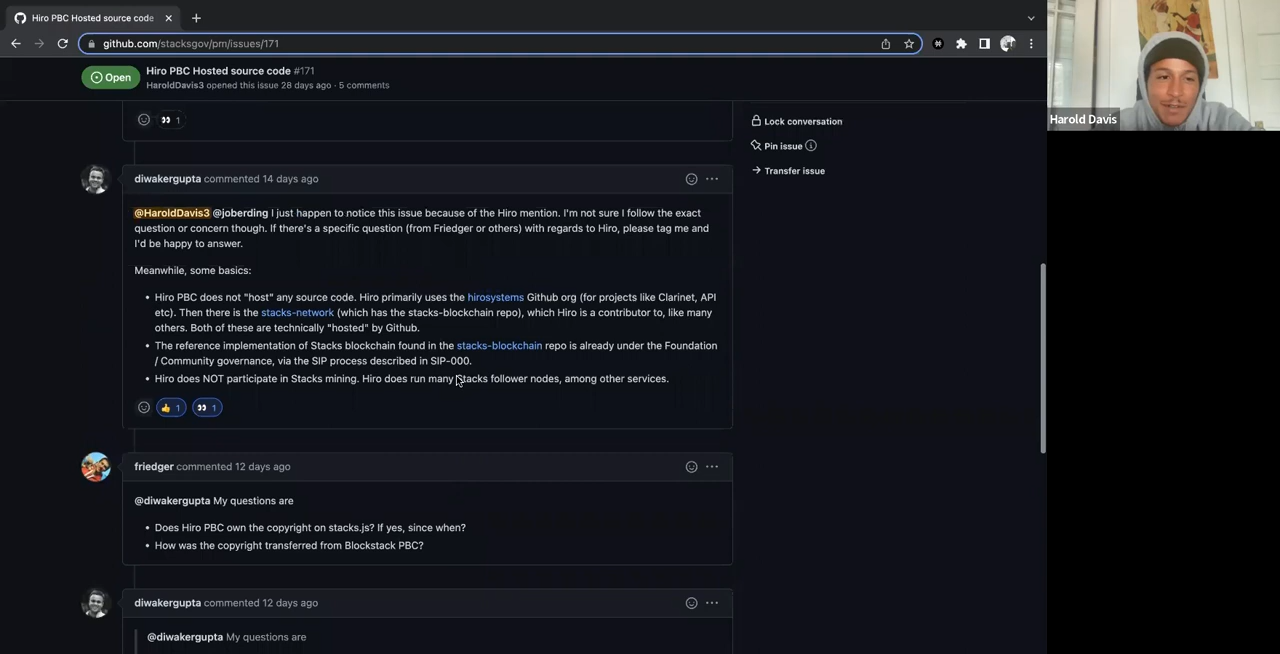 Hiro PBC Hosted source code
github.com/stacksgov/pm/issues/171
Open
Hiro PBC Hosted source code #171
HaroldDavis3 opened this issue 28 days ago · 5 comments
Harold Davis
Lock conversation
Pin issue
Transfer issue
1
diwakergupta commented 14 days ago
@HaroldDavis3 @joberding I just happen to notice this issue because of the Hiro mention. I'm not sure I follow the exact
question or concern though. If there's a specific question (from Friedger or others) with regards to Hiro, please tag me and
I'd be happy to answer.
Meanwhile, some basics:
• Hiro PBC does not "host" any source code. Hiro primarily uses the hirosystems Github org (for projects like Clarinet, API
etc). Then there is the stacks-network (which has the stacks-blockchain repo), which Hiro is a contributor to, like many
others. Both of these are technically "hosted" by Github.
• The reference implementation of Stacks blockchain found in the stacks-blockchain repo is already under the Foundation
/ Community governance, via the SIP process described in SIP-000.
• Hiro does NOT participate in Stacks mining. Hiro does run many Stacks follower nodes, among other services.
👍 1 👀 1
friedger commented 12 days ago
@diwakergupta My questions are
• Does Hiro PBC own the copyright on stacks.js? If yes, since when?
• How was the copyright transferred from Blockstack PBC?
diwakergupta commented 12 days ago
@diwakergupta My questions are